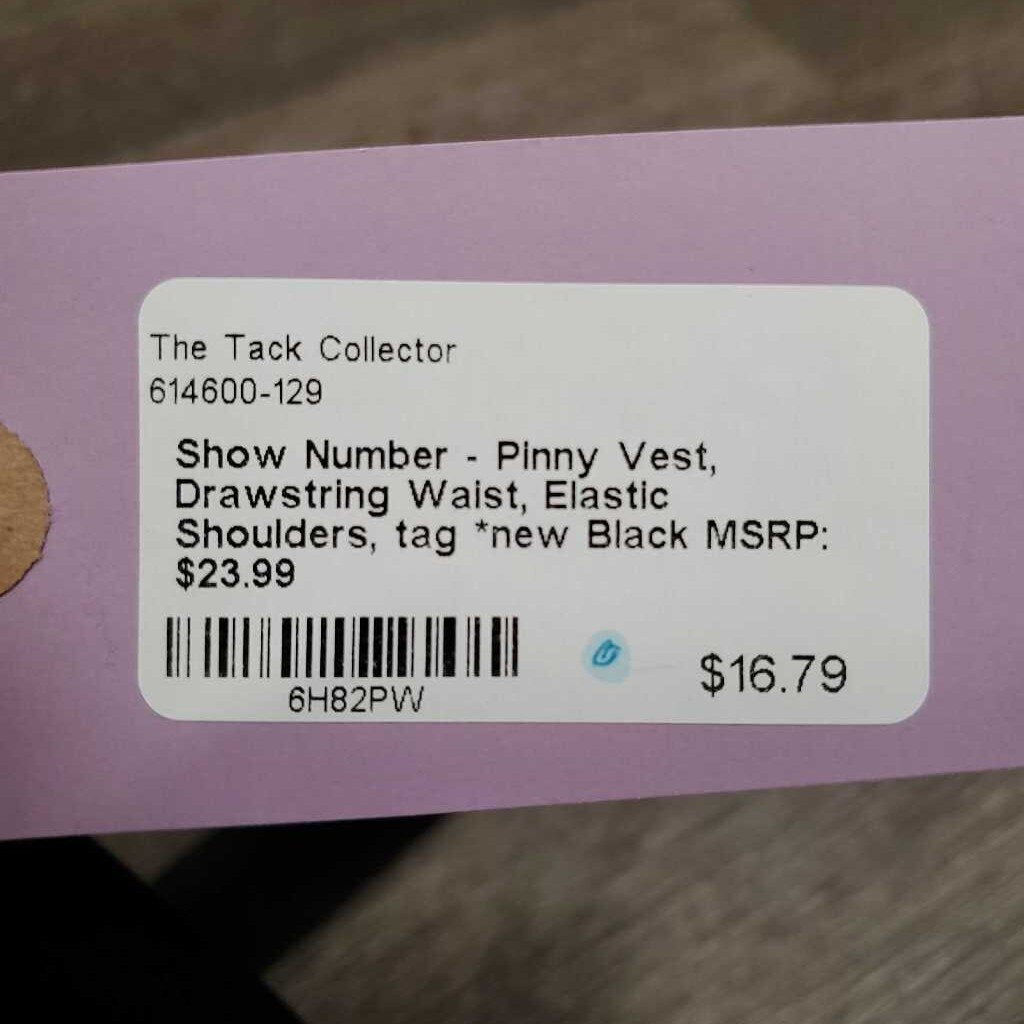 The Tack Collector
614600-129
Show Number - Pinny Vest,
Drawstring Waist, Elastic
Shoulders, tag *new Black MSRP:
$23.99
6H82PW
$16.79